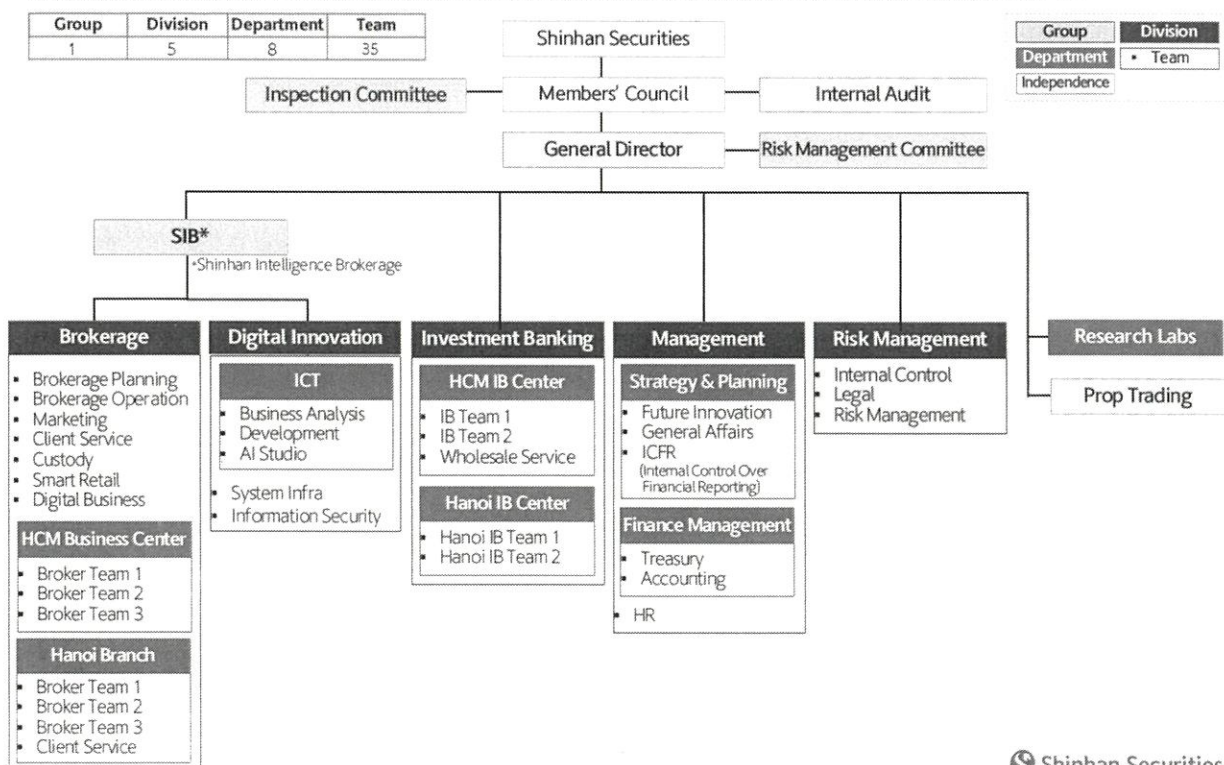 Group Division Department Team
1 5 8 35
Group Division
Department • Team
Independence
Shinhan Securities
Inspection Committee Members' Council Internal Audit
General Director Risk Management Committee
SIB*
*Shinhan Intelligence Brokerage
Brokerage
• Brokerage Planning
• Brokerage Operation
• Marketing
• Client Service
• Custody
• Smart Retail
• Digital Business
HCM Business Center
• Broker Team 1
• Broker Team 2
• Broker Team 3
Hanoi Branch
• Broker Team 1
• Broker Team 2
• Broker Team 3
• Client Service
Digital Innovation
ICT
• Business Analysis
• Development
• AI Studio
• System Infra
• Information Security
Investment Banking
HCM IB Center
• IB Team 1
• IB Team 2
• Wholesale Service
Hanoi IB Center
• Hanoi IB Team 1
• Hanoi IB Team 2
Management
Strategy & Planning
• Future Innovation
• General Affairs
• ICFR
(Internal Control Over
Financial Reporting)
Finance Management
• Treasury
• Accounting
• HR
Risk Management
• Internal Control
• Legal
• Risk Management
Research Labs
Prop Trading
Shinhan Securities